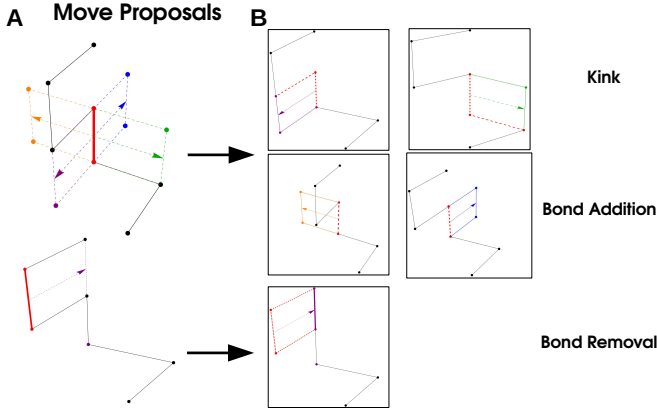 A
Move Proposals
B
Kink
Bond Addition
Bond Removal